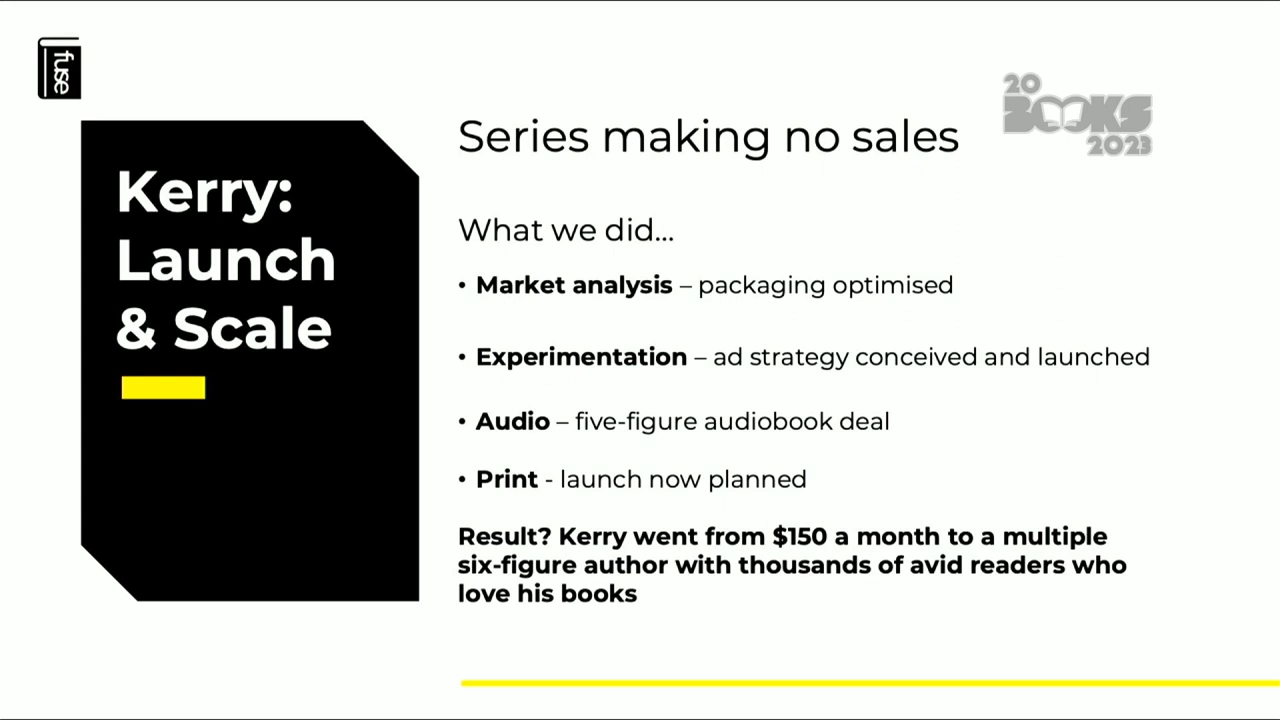 fuse
20
BOOKS
2023
Kerry:
Launch
& Scale
Series making no sales
What we did...
• Market analysis – packaging optimised
• Experimentation – ad strategy conceived and launched
• Audio – five-figure audiobook deal
• Print - launch now planned
Result? Kerry went from $150 a month to a multiple
six-figure author with thousands of avid readers who
love his books